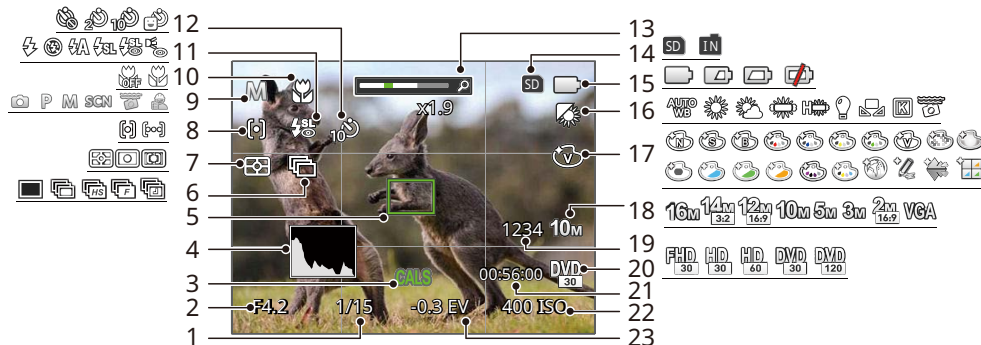 2 10 12
A SL SL 11
OFF 10
P M SCN 9
8
7
HS 6
5
4
3
2
1
M
SL
10
x1.9
SD
V
1234 10M
CALS 00:56:00 DVD
30
F4.2 1/15 -0.3 EV 400 ISO
13
14 SD IN
15
16 AUTO WB H K
17 N S B V
18 16M 14M 3:2 12M 16:9 10M 5M 3M 2M 16:9 VGA
19
20 FHD 30 HD 30 HD 60 DVD 30 DVD 120
21
22
23